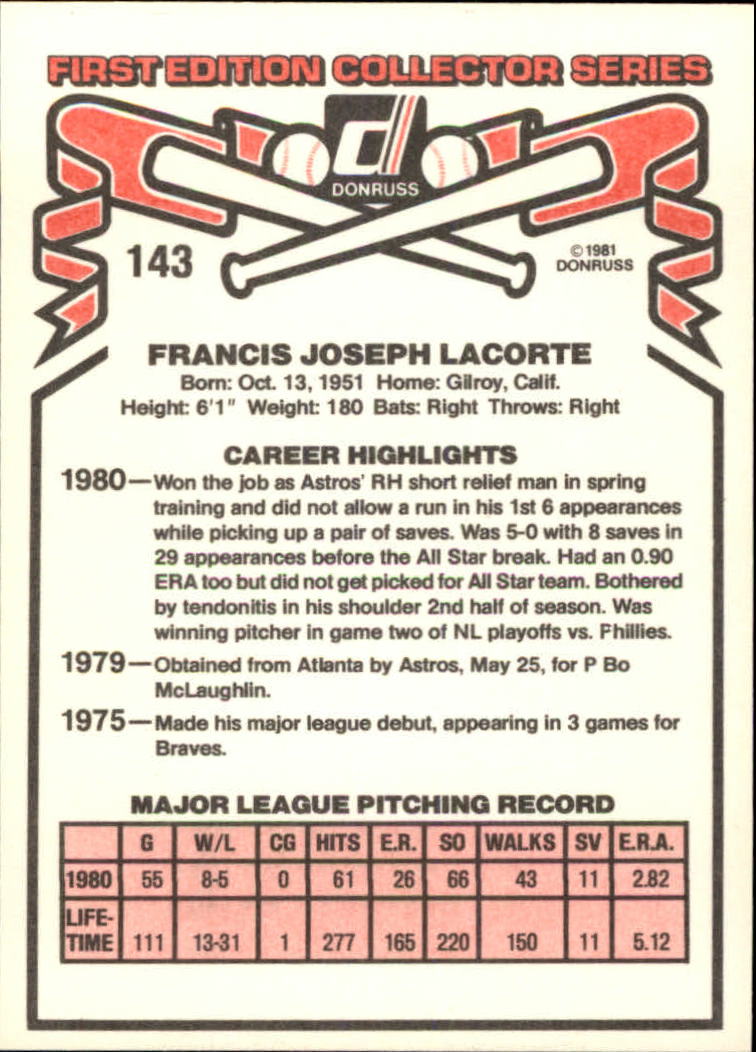 FIRST EDITION COLLECTOR SERIES
d
DONRUSS
143
©1981
DONRUSS
FRANCIS JOSEPH LACORTE
Born: Oct. 13, 1951 Home: Gilroy, Calif.
Height: 6'1" Weight: 180 Bats: Right Throws: Right
CAREER HIGHLIGHTS
1980—Won the job as Astros' RH short relief man in spring
training and did not allow a run in his 1st 6 appearances
while picking up a pair of saves. Was 5-0 with 8 saves in
29 appearances before the All Star break. Had an 0.90
ERA too but did not get picked for All Star team. Bothered
by tendonitis in his shoulder 2nd half of season. Was
winning pitcher in game two of NL playoffs vs. Phillies.
1979—Obtained from Atlanta by Astros, May 25, for P Bo
McLaughlin.
1975—Made his major league debut, appearing in 3 games for
Braves.
MAJOR LEAGUE PITCHING RECORD
G W/L CG HITS E.R. SO WALKS SV E.R.A.
1980 55 8-5 0 61 26 66 43 11 2.82
LIFE-
TIME 111 13-31 1 277 165 220 150 11 5.12